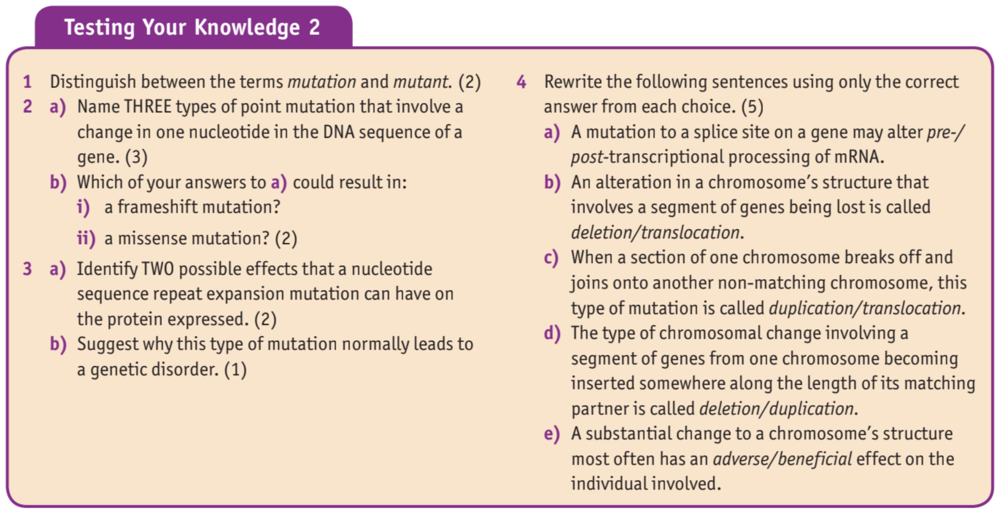 Testing Your Knowledge 2
1 Distinguish between the terms mutation and mutant. (2)
2 a) Name THREE types of point mutation that involve a
change in one nucleotide in the DNA sequence of a
gene. (3)
b) Which of your answers to a) could result in:
i) a frameshift mutation?
ii) a missense mutation? (2)
3 a) Identify TWO possible effects that a nucleotide
sequence repeat expansion mutation can have on
the protein expressed. (2)
b) Suggest why this type of mutation normally leads to
a genetic disorder. (1)
4 Rewrite the following sentences using only the correct
answer from each choice. (5)
a) A mutation to a splice site on a gene may alter pre-/
post-transcriptional processing of mRNA.
b) An alteration in a chromosome's structure that
involves a segment of genes being lost is called
deletion/translocation.
c) When a section of one chromosome breaks off and
joins onto another non-matching chromosome, this
type of mutation is called duplication/translocation.
d) The type of chromosomal change involving a
segment of genes from one chromosome becoming
inserted somewhere along the length of its matching
partner is called deletion/duplication.
e) A substantial change to a chromosome's structure
most often has an adverse/beneficial effect on the
individual involved.